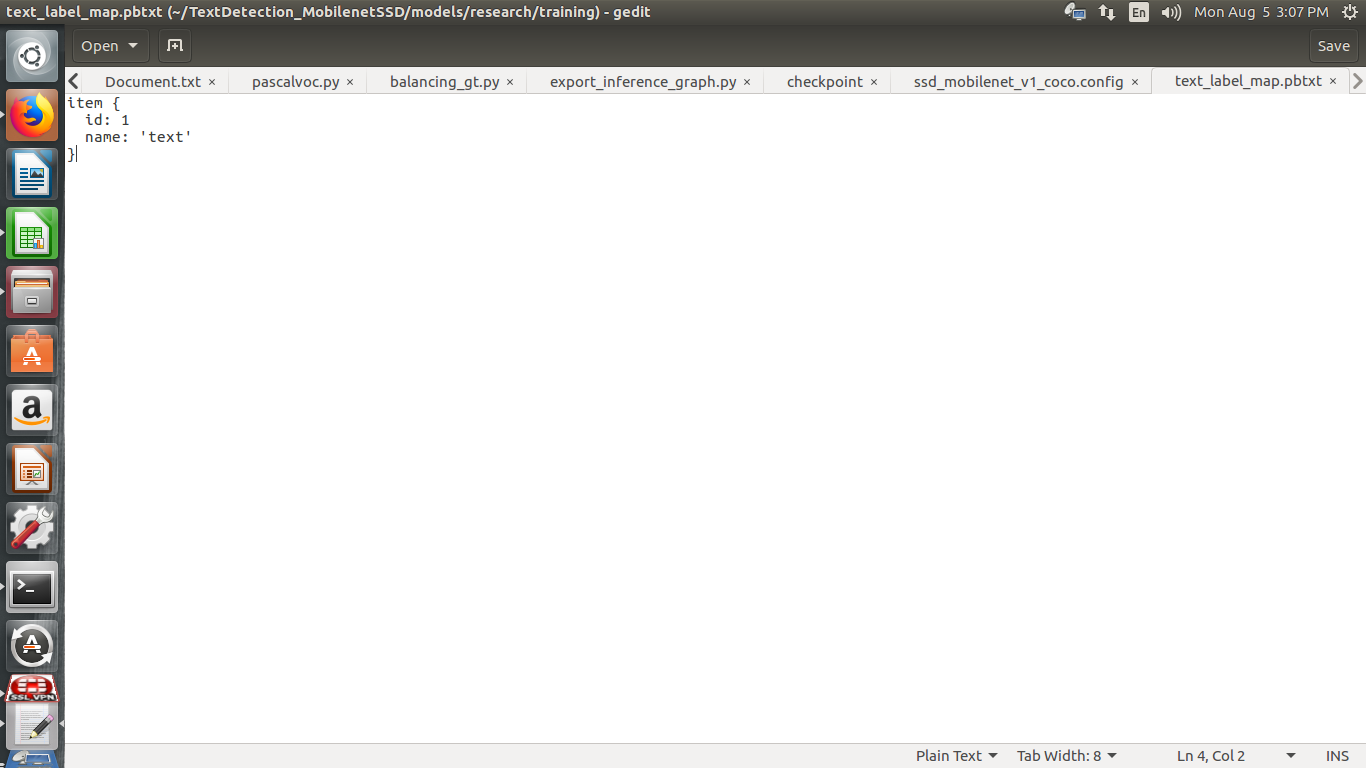 text_label_map.pbtxt (~/TextDetection_MobilenetSSD/models/research/training) - gedit
En
Mon Aug 5 3:07 PM
Open
Save
Document.txt ×
pascalvoc.py ×
balancing_gt.py ×
export_inference_graph.py ×
checkpoint ×
ssd_mobilenet_v1_coco.config ×
text_label_map.pbtxt ×
item {
  id: 1
  name: 'text'
}
a
>_
SSL VPN
Plain Text
Tab Width: 8
Ln 4, Col 2
INS